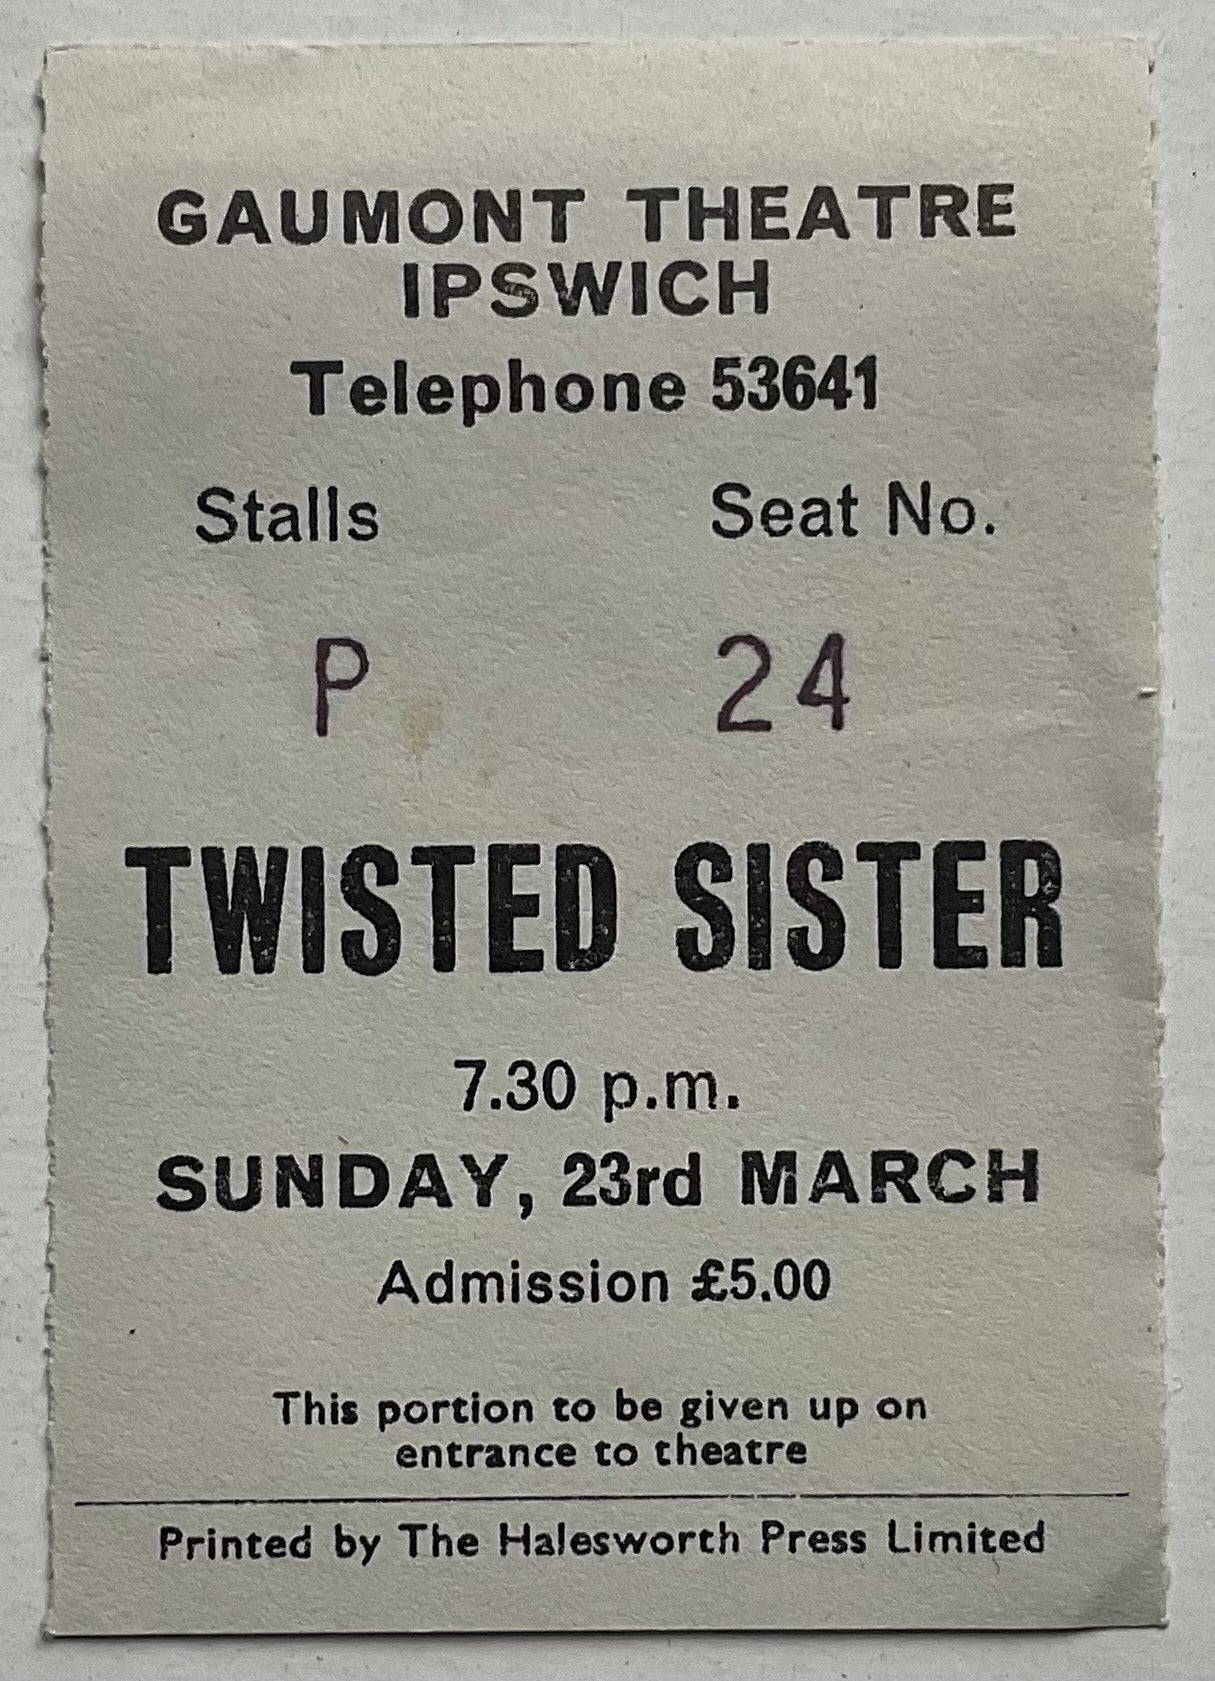 GAUMONT THEATRE
IPSWICH
Telephone 53641
Stalls Seat No.
P 24
TWISTED SISTER
7.30 p.m.
SUNDAY, 23rd MARCH
Admission £5.00
This portion to be given up on
entrance to theatre
Printed by The Halesworth Press Limited